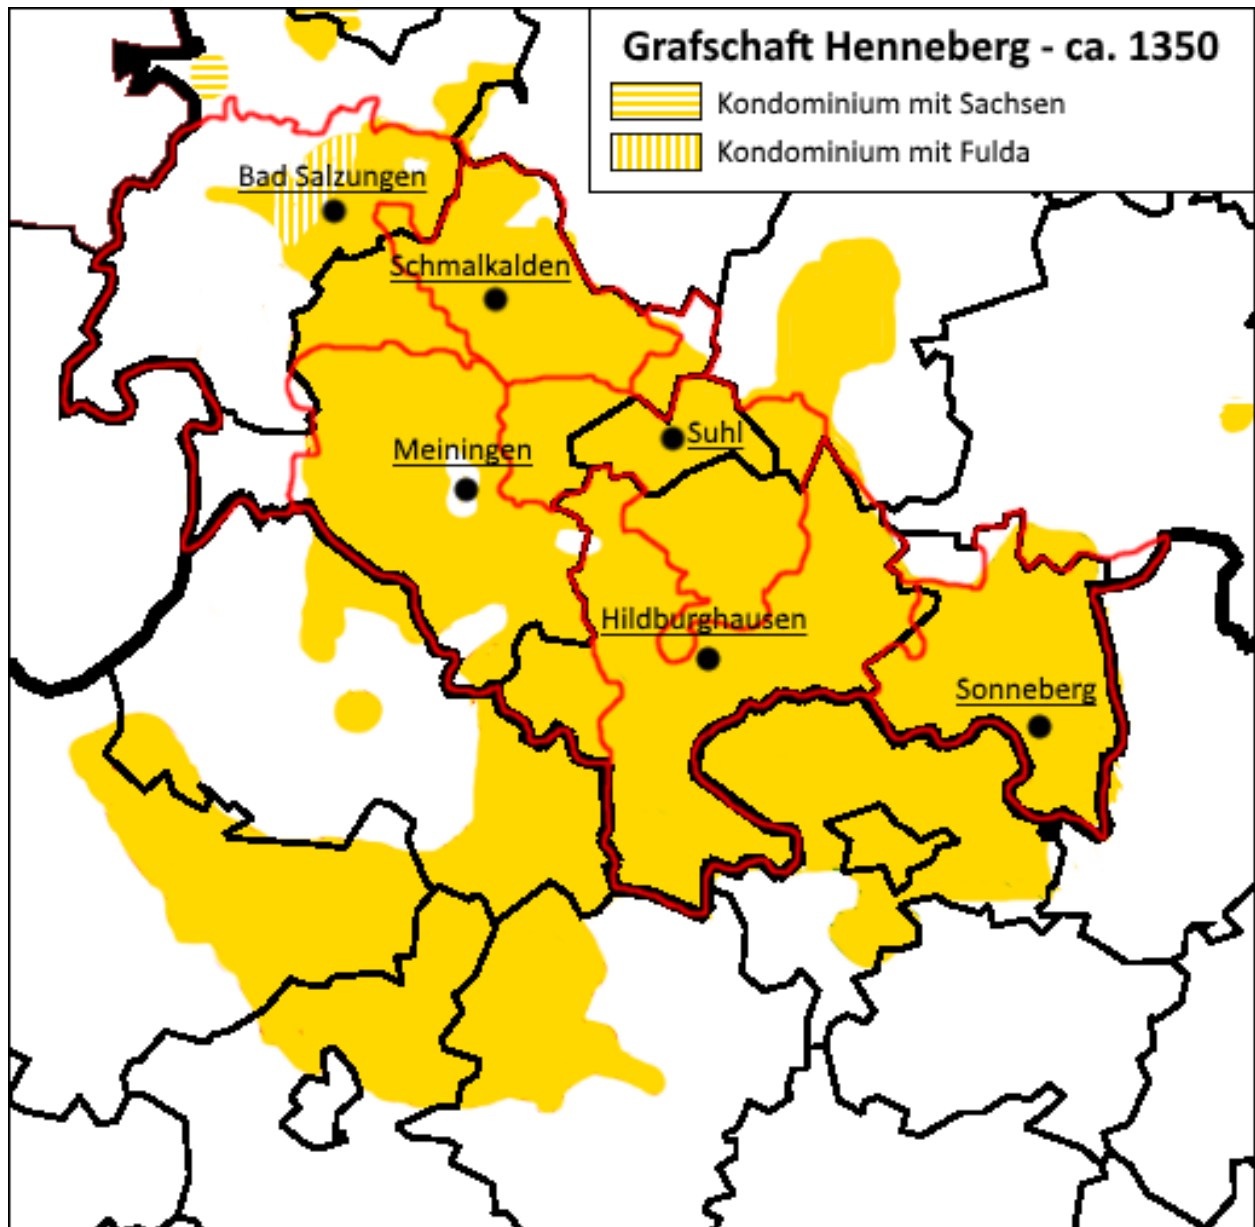 Grafschaft Henneberg - ca. 1350
Kondominium mit Sachsen
Kondominium mit Fulda
Bad Salzungen
Schmalkalden
Suhl
Meiningen
Hildburghausen
Sonneberg